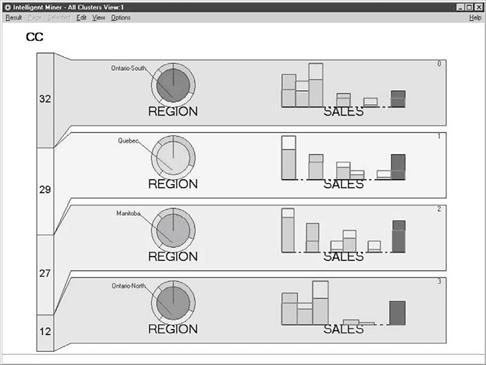 Intelligent Miner - All Clusters View:1
Result Page Selected Edit View Options Help
CC
0
Ontario-South
32
REGION SALES
1
Quebec
29
REGION SALES
2
Manitoba
27
REGION SALES
3
Ontario-North
12
REGION SALES